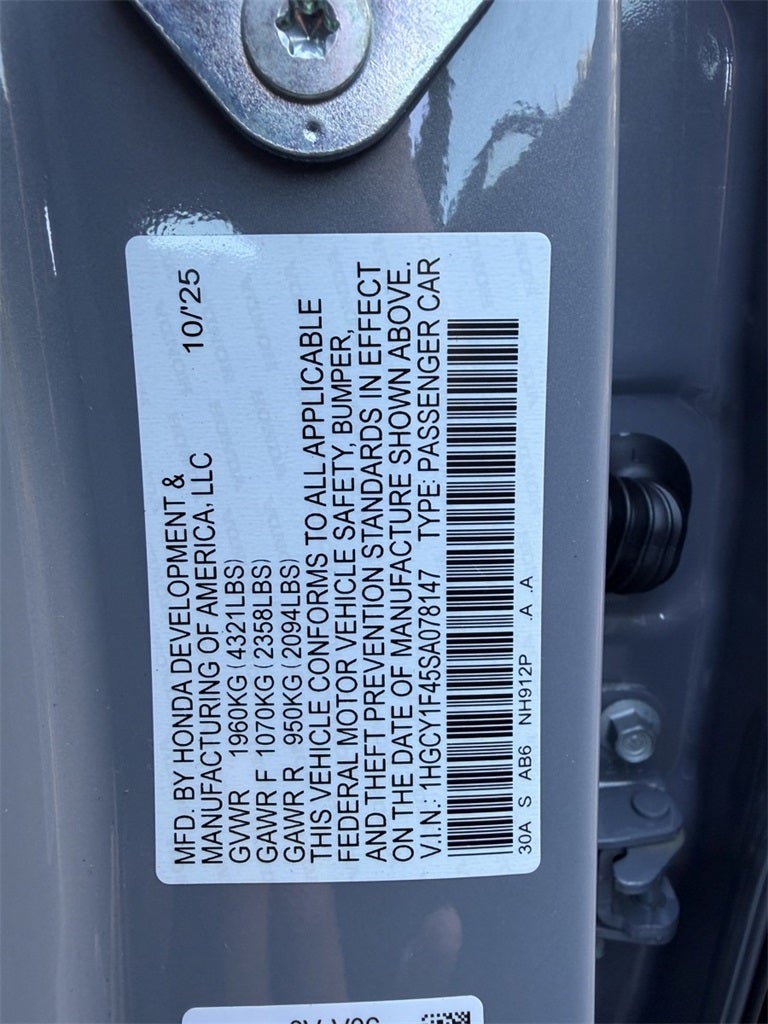 MFD. BY HONDA DEVELOPMENT & 10/'25
MANUFACTURING OF AMERICA, LLC
GVWR 1960KG (4321LBS)
GAWR F 1070KG (2358LBS)
GAWR R 950KG (2094LBS)
THIS VEHICLE CONFORMS TO ALL APPLICABLE
FEDERAL MOTOR VEHICLE SAFETY, BUMPER,
AND THEFT PREVENTION STANDARDS IN EFFECT
ON THE DATE OF MANUFACTURE SHOWN ABOVE.
V.I.N.: 1HGCY1F45SA078147 TYPE: PASSENGER CAR
30A S AB6 NH912P .A .A